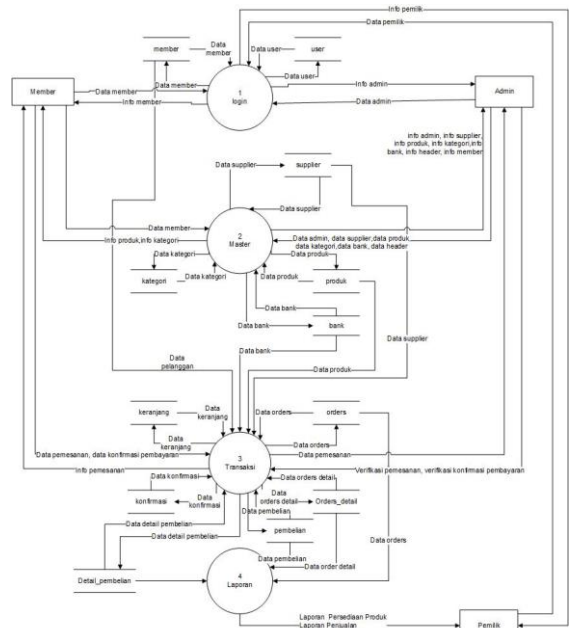 Info pemilik
Data pemilik
member
Data
member
Data user
user
Data member
Data user
Member
Data member
Info member
1
login
Info admin
Data admin
Admin
info admin, info supplier,
info produk, info kategori,info
bank, info header, info member
Data supplier
supplier
Data supplier
Data member
Info produk,info kategori
2
Master
Data admin, data supplier,data produk
data kategori,data bank, data header
Data kategori
Data produk
kategori
Data kategori
Data produk
produk
Data bank
Data bank
bank
Data bank
Data supplier
Data
pelanggan
Data produk
keranjang
Data
keranjang
Data orders
orders
Data
keranjang
Data orders
Data pemesanan, data konfirmasi pembayaran
Info pemesanan
3
Transaksi
Data pemesanan
Verifikasi pemesanan, verifikasi konfirmasi pembayaran
Data konfirmasi
Data orders detail
konfirmasi
Data
konfirmasi
Data
orders detail
Orders_detail
Data pembelian
Data detail pembelian
pembelian
Data detail pembelian
Data orders
Data pembelian
Data order detail
Detail_pembelian
4
Laporan
Laporan Persediaan Produk
Laporan Penjualan
Pemilik